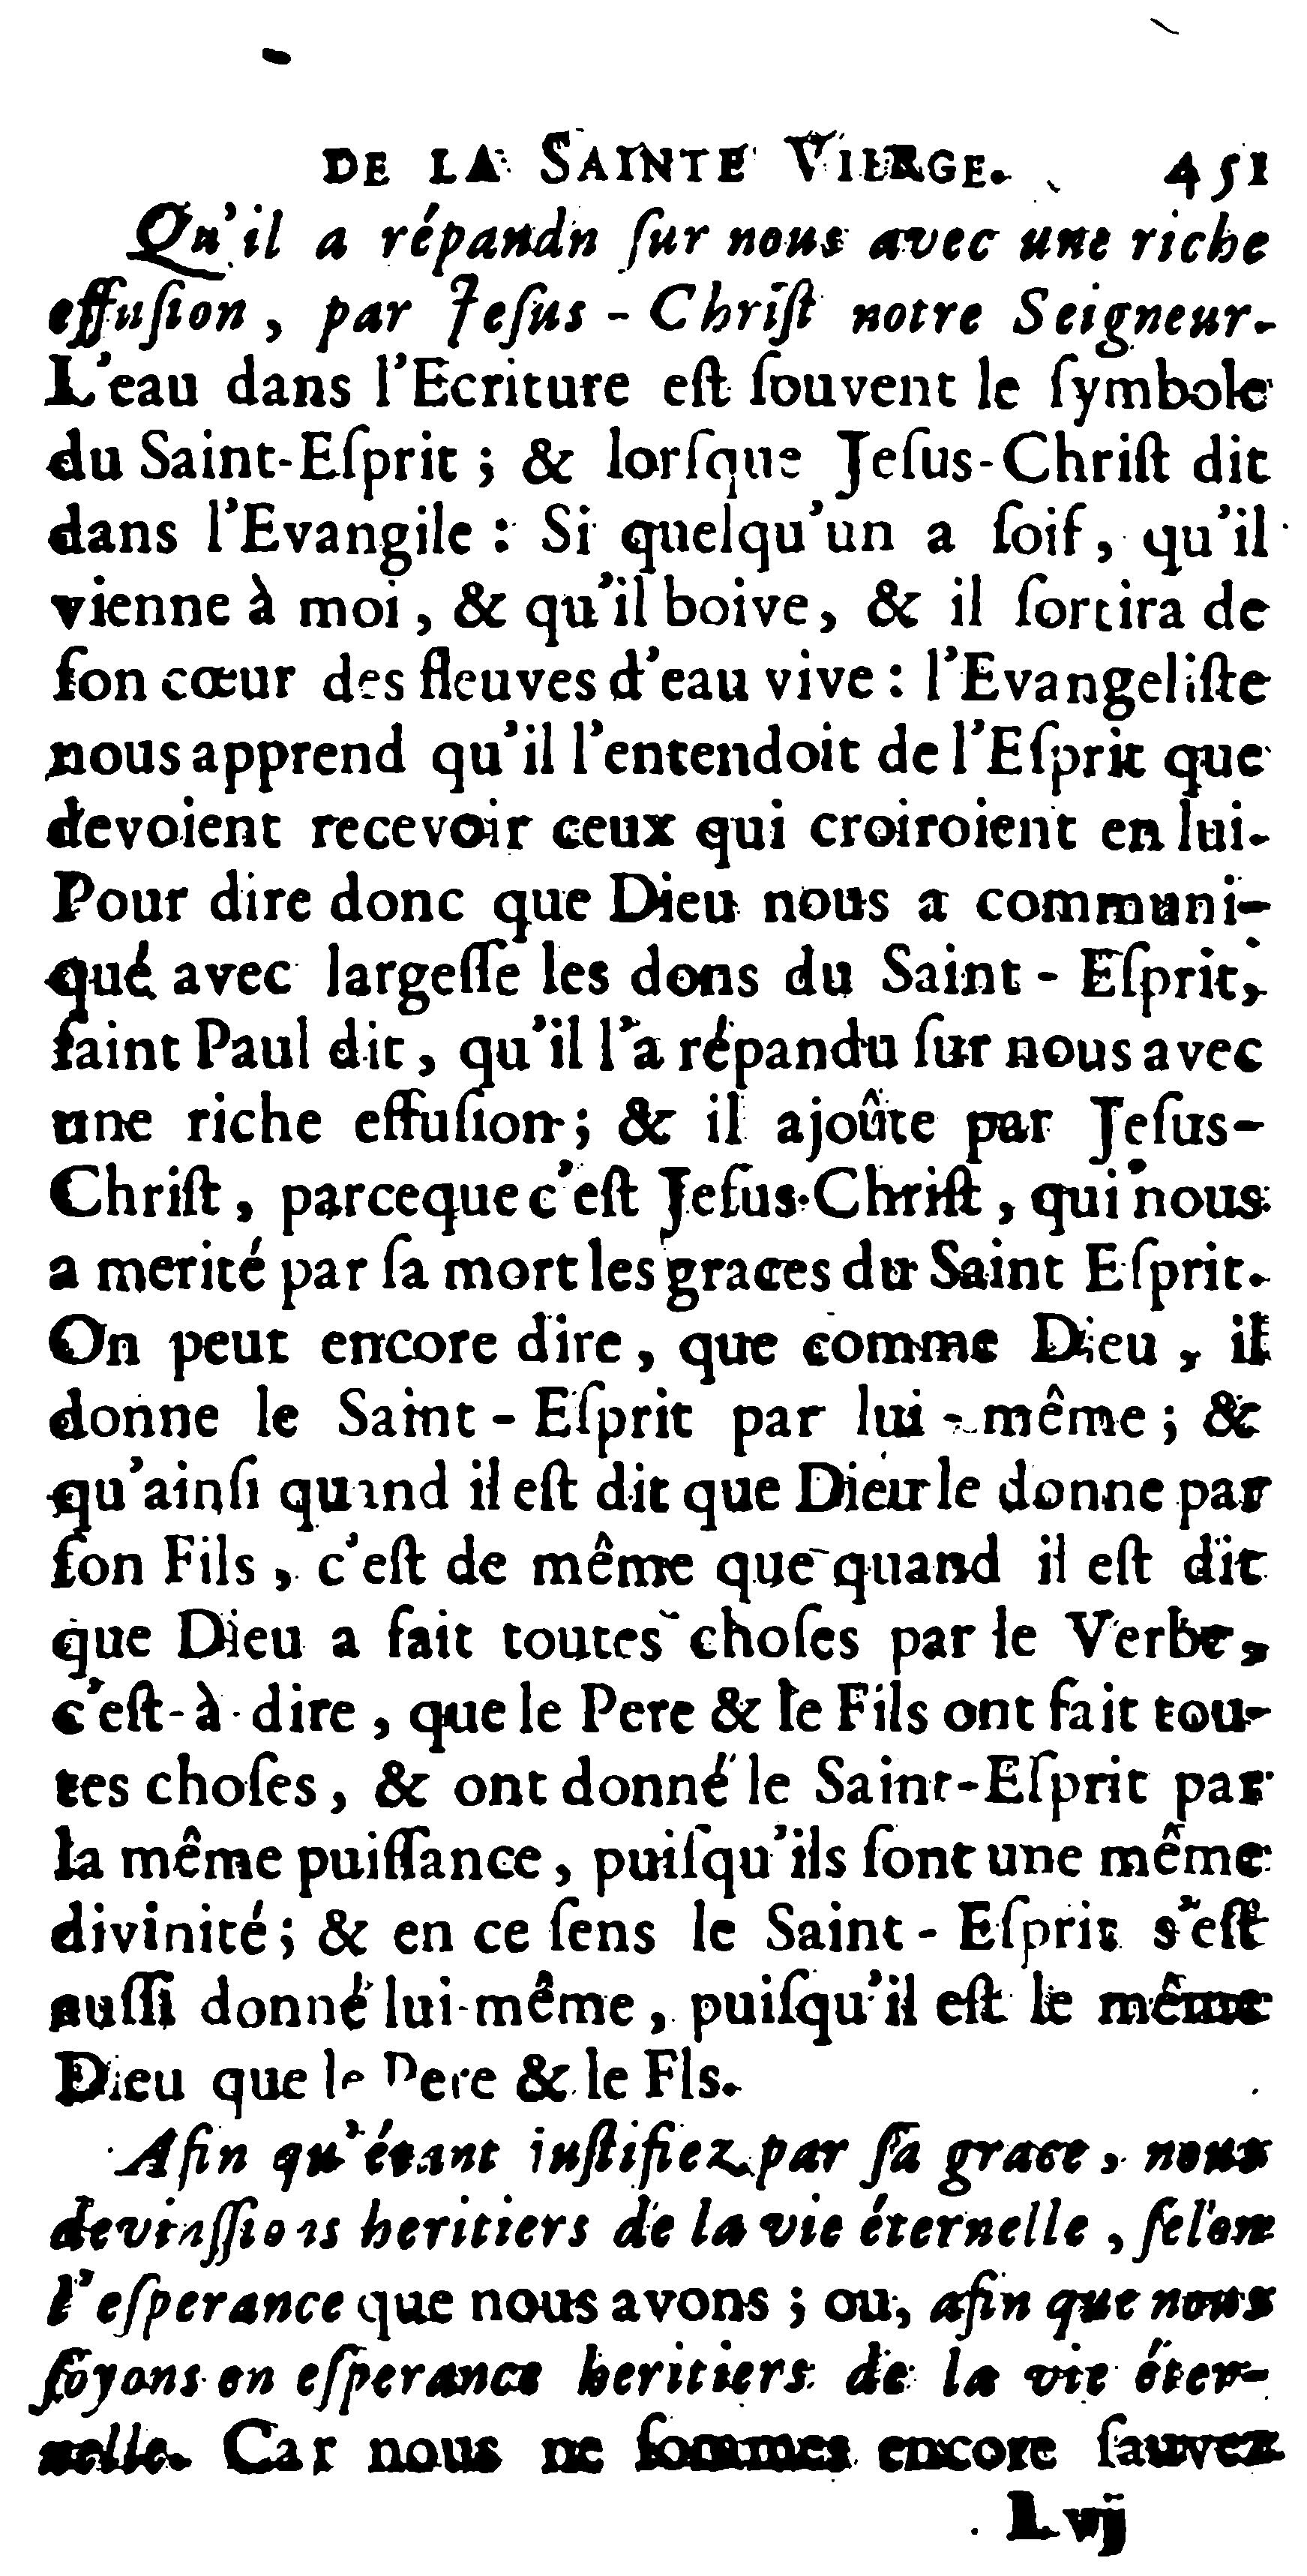 DE LA SAINTE VIERGE. 451
Qu'il a répandu ſur nous avec une riche
effuſion, par Jeſus-Chriſt notre Seigneur.
L'eau dans l'Ecriture eſt ſouvent le ſymbole
du Saint-Eſprit ; & lorſque Jeſus-Chriſt dit
dans l'Evangile : Si quelqu'un a ſoif, qu'il
vienne à moi, & qu'il boive, & il ſortira de
ſon cœur des fleuves d'eau vive : l'Evangeliſte
nous apprend qu'il l'entendoit de l'Eſprit que
devoient recevoir ceux qui croiroient en lui.
Pour dire donc que Dieu nous a communi-
qué avec largeſſe les dons du Saint-Eſprit,
ſaint Paul dit, qu'il l'a répandu ſur nous avec
une riche effuſion ; & il ajoûte par Jeſus-
Chriſt, parceque c'eſt Jeſus-Chriſt, qui nous
a merité par ſa mort les graces du Saint Eſprit.
On peut encore dire, que comme Dieu, il
donne le Saint-Eſprit par lui-même ; &
qu'ainſi quand il eſt dit que Dieu le donne par
ſon Fils, c'eſt de même que quand il eſt dit
que Dieu a fait toutes choſes par le Verbe,
c'eſt-à-dire, que le Pere & le Fils ont fait tou-
tes choſes, & ont donné le Saint-Eſprit par
la même puiſſance, puiſqu'ils ſont une même
divinité ; & en ce ſens le Saint-Eſprit s'eſt
auſſi donné lui-même, puiſqu'il eſt le même
Dieu que le Pere & le Fls.
Afin qu'étant juſtifiez par ſa grace, nous
devinſſions heritiers de la vie éternelle, ſelon
l'eſperance que nous avons ; ou, afin que nous
ſoyons en eſperance heritiers de la vie éter-
nelle. Car nous ne ſommes encore ſauvez
L vij